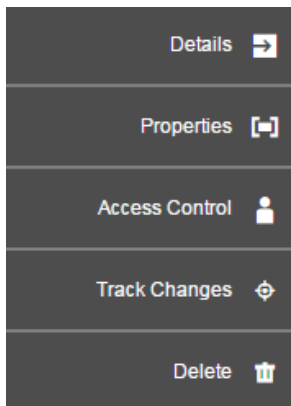 Details
Properties
Access Control
Track Changes
Delete